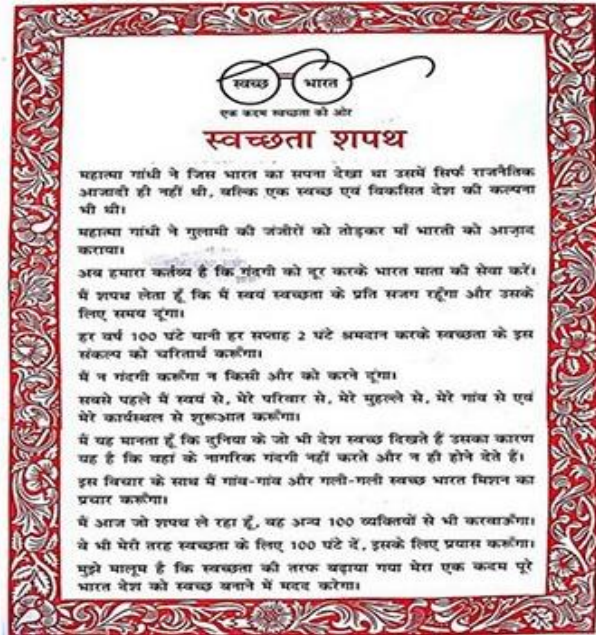 स्वच्छ भारत
एक कदम स्वच्छता की ओर
स्वच्छता शपथ
महात्मा गांधी ने जिस भारत का सपना देखा था उसमें सिर्फ राजनैतिक
आजादी ही नहीं थी, बल्कि एक स्वच्छ एवं विकसित देश की कल्पना
भी थी।
महात्मा गांधी ने गुलामी की जंजीरों को तोड़कर माँ भारती को आज़ाद
कराया।
अब हमारा कर्तव्य है कि गंदगी को दूर करके भारत माता की सेवा करें।
मैं शपथ लेता हूँ कि मैं स्वयं स्वच्छता के प्रति सजग रहूँगा और उसके
लिए समय दूंगा।
हर वर्ष 100 घंटे यानी हर सप्ताह 2 घंटे श्रमदान करके स्वच्छता के इस
संकल्प को चरितार्थ करूँगा।
मैं न गंदगी करूँगा न किसी और को करने दूंगा।
सबसे पहले मैं स्वयं से, मेरे परिवार से, मेरे मुहल्ले से, मेरे गांव से एवं
मेरे कार्यस्थल से शुरूआत करूँगा।
मैं यह मानता हूँ कि दुनिया के जो भी देश स्वच्छ दिखते हैं उसका कारण
यह है कि वहां के नागरिक गंदगी नहीं करते और न ही होने देते हैं।
इस विचार के साथ मैं गांव-गांव और गली-गली स्वच्छ भारत मिशन का
प्रचार करूँगा।
मैं आज जो शपथ ले रहा हूँ, वह अन्य 100 व्यक्तियों से भी करवाऊँगा।
वे भी मेरी तरह स्वच्छता के लिए 100 घंटे दें, इसके लिए प्रयास करूँगा।
मुझे मालूम है कि स्वच्छता की तरफ बढ़ाया गया मेरा एक कदम पूरे
भारत देश को स्वच्छ बनाने में मदद करेगा।